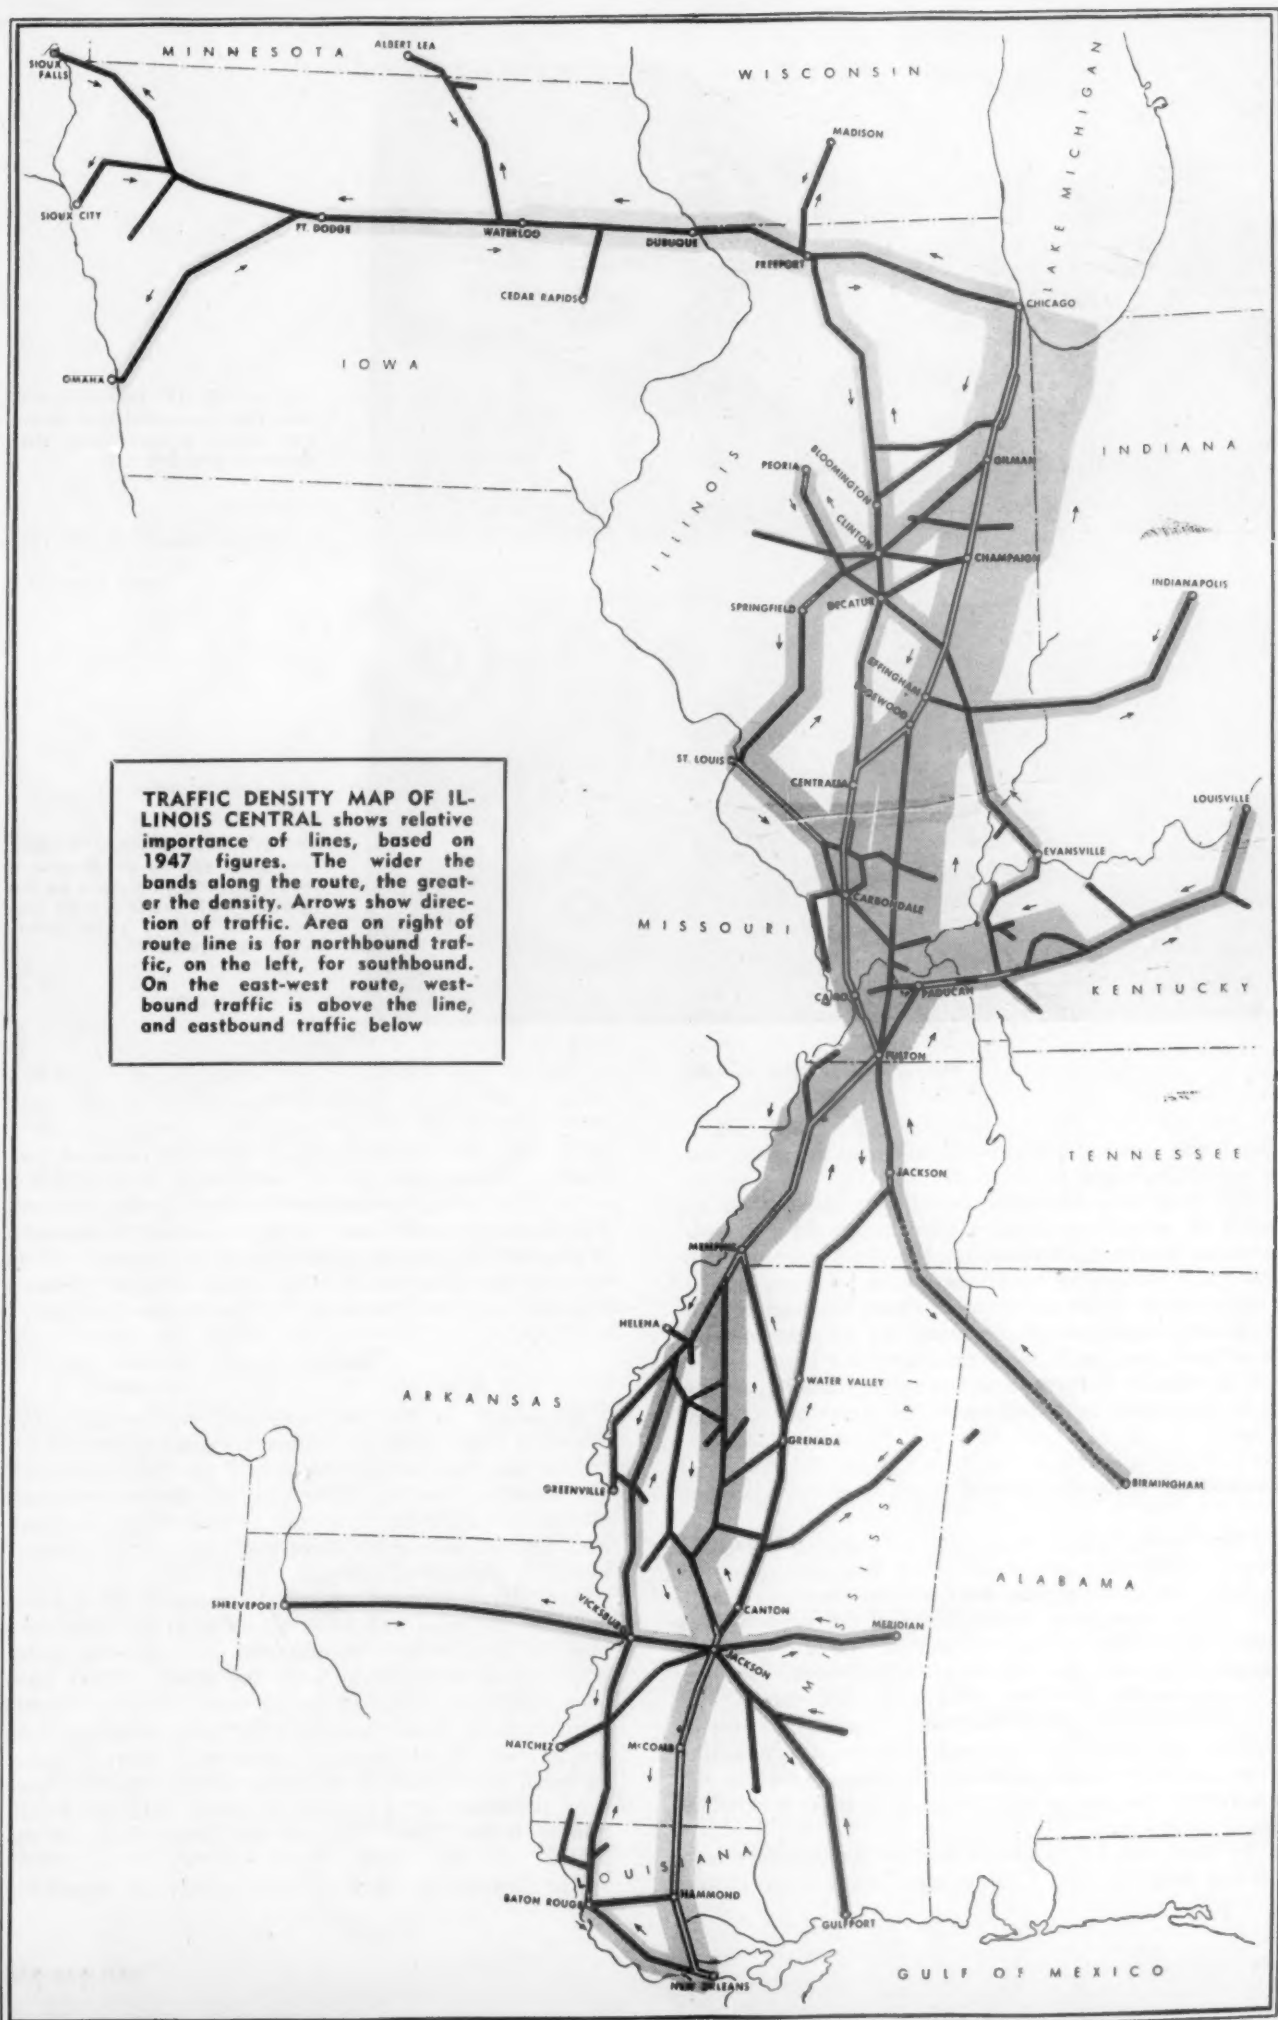 MINNESOTA
ALBERT LEA
SIOUX
FALLS
WISCONSIN
LAKE MICHIGAN
MADISON
SIOUX CITY
FT. DODGE
WATERLOO
DUBUQUE
FREEPORT
CEDAR RAPIDS
CHICAGO
IOWA
OMAHA
INDIANA
ILLINOIS
PEORIA
BLOOMINGTON
GILMAN
CLINTON
CHAMPAIGN
INDIANAPOLIS
SPRINGFIELD
DECATUR
EFFINGHAM
EDGEWOOD
ST. LOUIS
CENTRALIA
LOUISVILLE
EVANSVILLE
TRAFFIC DENSITY MAP OF IL-
LINOIS CENTRAL shows relative
importance of lines, based on
1947 figures. The wider the
bands along the route, the great-
er the density. Arrows show direc-
tion of traffic. Area on right of
route line is for northbound traf-
fic, on the left, for southbound.
On the east-west route, west-
bound traffic is above the line,
and eastbound traffic below
MISSOURI
CARBONDALE
CAIRO
PADUCAH
KENTUCKY
FULTON
TENNESSEE
JACKSON
MEMPHIS
HELENA
ARKANSAS
WATER VALLEY
GRENADA
MISSISSIPPI
GREENVILLE
BIRMINGHAM
ALABAMA
SHREVEPORT
VICKSBURG
CANTON
MERIDIAN
JACKSON
NATCHEZ
McCOMB
LOUISIANA
BATON ROUGE
HAMMOND
GULFPORT
NEW ORLEANS
GULF OF MEXICO